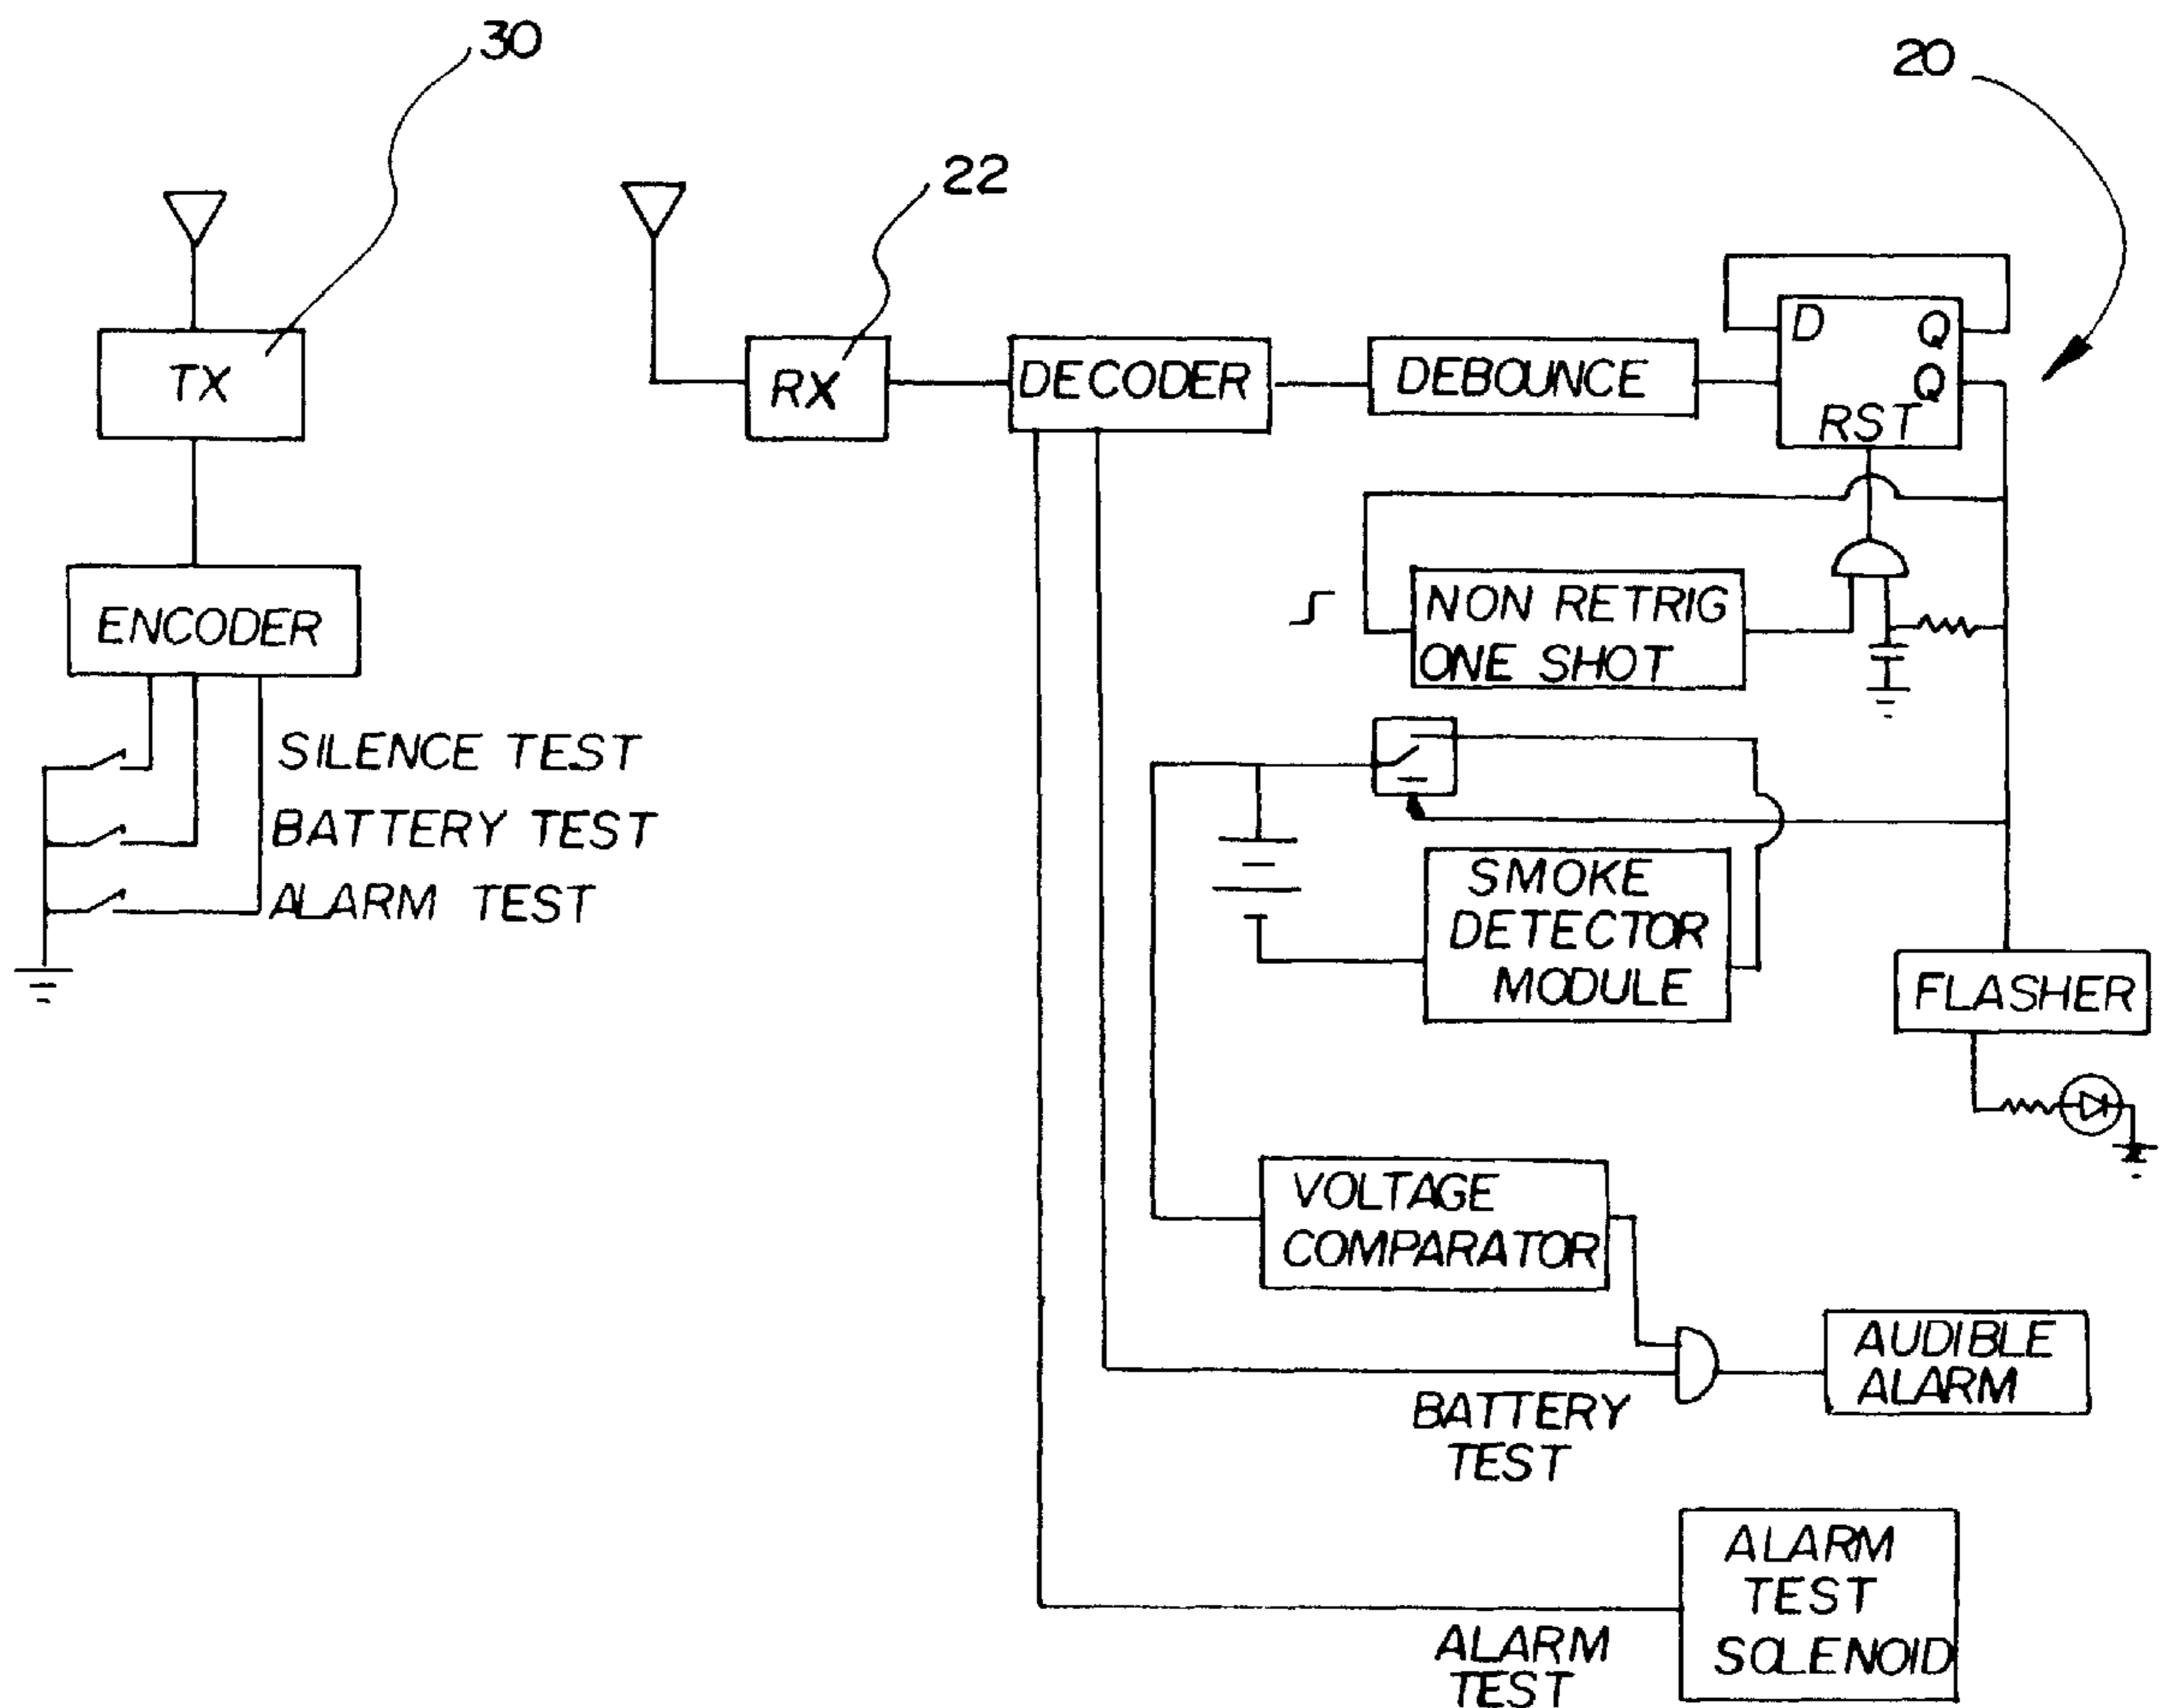 30
20
22
TX
RX
DECODER
DEBOUNCE
D
Q
Q
RST
ENCODER
NON RETRIG
ONE SHOT
SILENCE TEST
BATTERY TEST
ALARM TEST
SMOKE
DETECTOR
MODULE
FLASHER
VOLTAGE
COMPARATOR
AUDIBLE
ALARM
BATTERY
TEST
ALARM
TEST
SOLENOID
ALARM
TEST